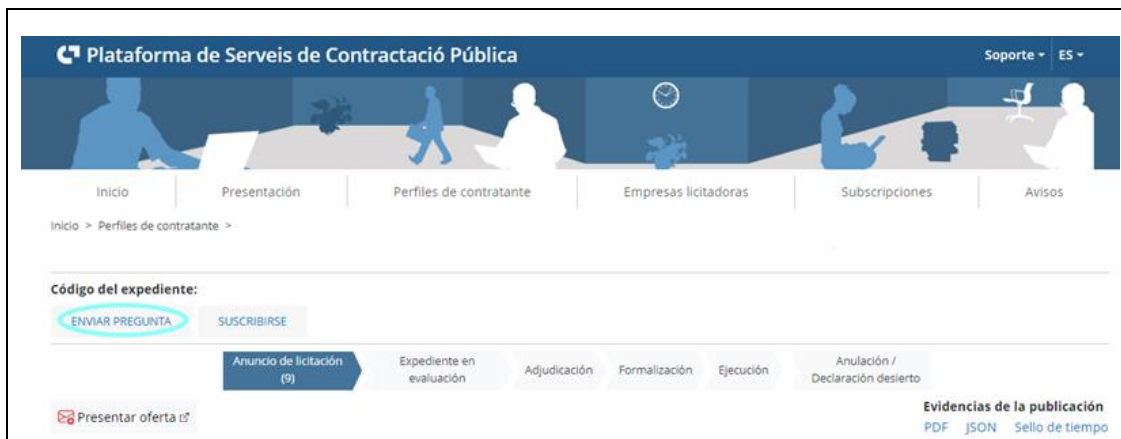 Plataforma de Serveis de Contractació Pública
Soporte ES
Inicio Presentación Perfiles de contratante Empresas licitadoras Subscripciones Avisos
Inicio > Perfiles de contratante >
Código del expediente:
ENVIAR PREGUNTA SUSCRIBIRSE
Anuncio de licitación (9)
Expediente en evaluación
Adjudicación
Formalización
Ejecución
Anulación / Declaración desierto
Presentar oferta
Evidencias de la publicación
PDF JSON Sello de tiempo